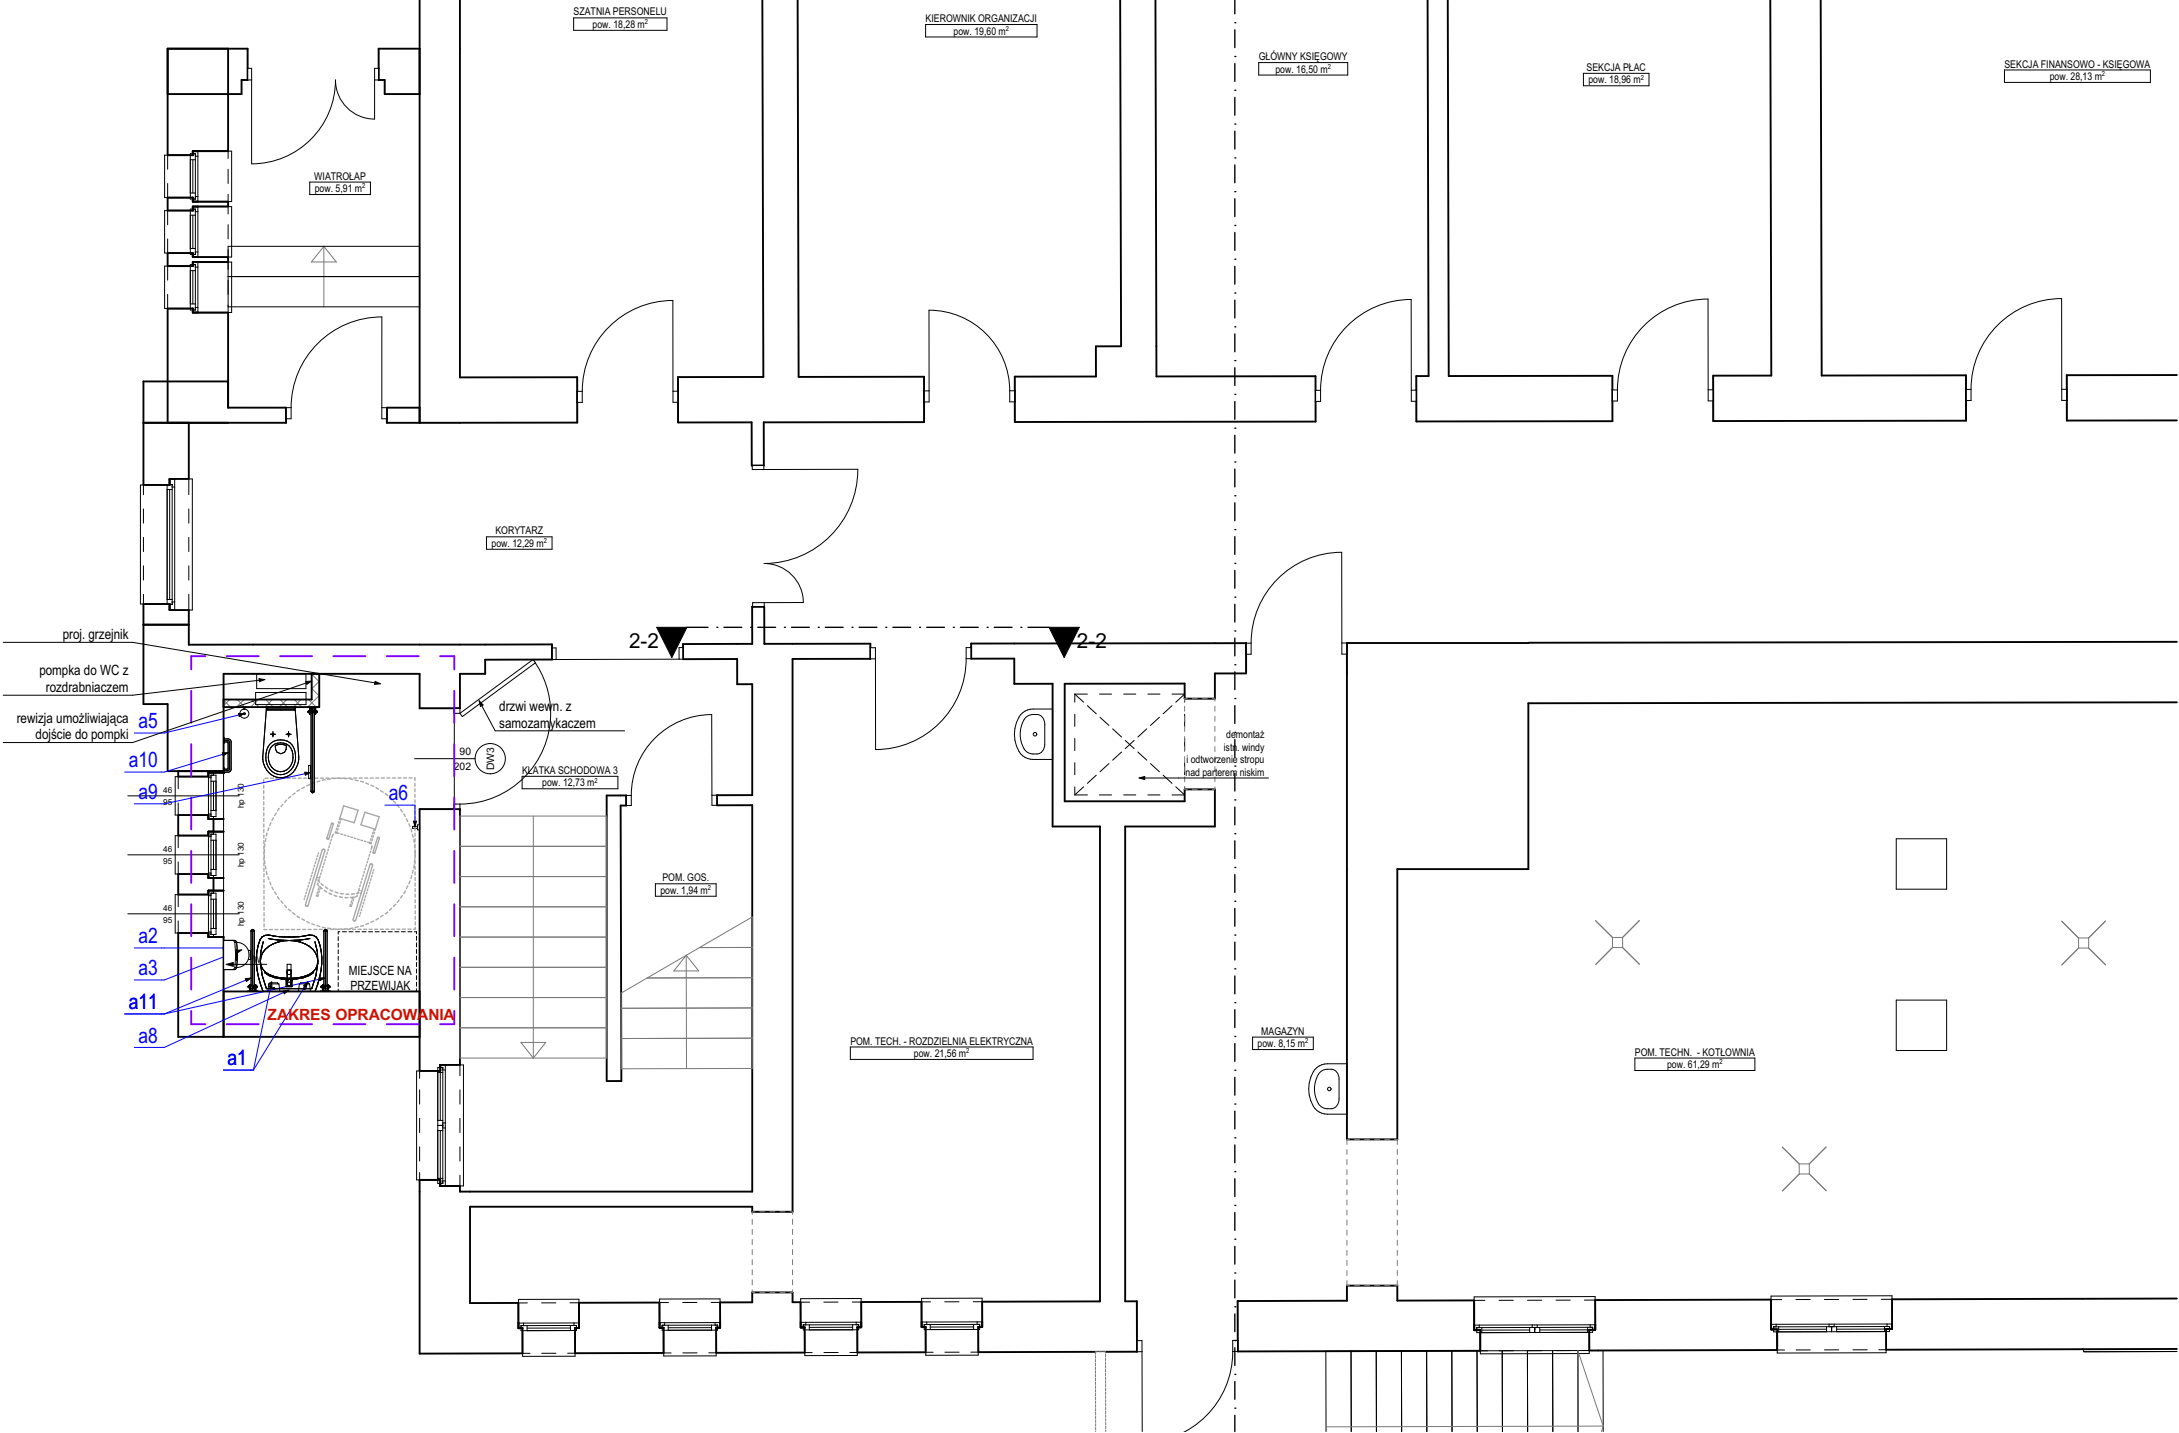 SZATNIA PERSONELU
pow. 18,28 m²
KIEROWNIK ORGANIZACJI
pow. 19,60 m²
GŁÓWNY KSIĘGOWY
pow. 16,50 m²
SEKCJA PŁAC
pow. 18,96 m²
SEKCJA FINANSOWO - KSIĘGOWA
pow. 28,13 m²
WIATROŁAP
pow. 5,91 m²
KORYTARZ
pow. 12,29 m²
2-2
2-2
proj. grzejnik
pompka do WC z
rozdrabniaczem
rewizja umożliwiająca
dojście do pompki
a5
a10
a9
a6
drzwi wewn. z
samozamykaczem
90
202
DW3
KLATKA SCHODOWA 3
pow. 12,73 m²
demontaż
istn. windy
i odtworzenie stropu
nad parterem niskim
46
95
hp 130
46
95
hp 130
46
95
hp 130
POM. GOS.
pow. 1,94 m²
a2
a3
a11
a8
a1
MIEJSCE NA
PRZEWIJAK
ZAKRES OPRACOWANIA
POM. TECH. - ROZDZIELNIA ELEKTRYCZNA
pow. 21,56 m²
MAGAZYN
pow. 8,15 m²
POM. TECHN. - KOTŁOWNIA
pow. 61,29 m²